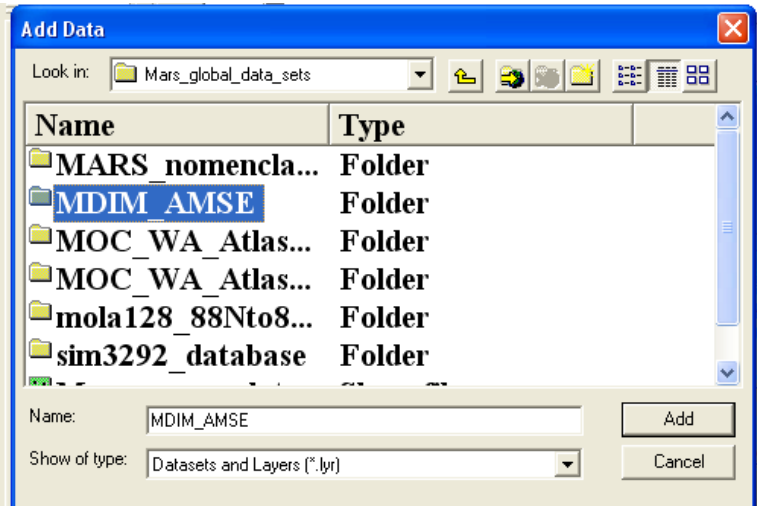 Add Data
Look in: Mars_global_data_sets
Name Type
MARS_nomencla... Folder
MDIM_AMSE Folder
MOC_WA_Atlas... Folder
MOC_WA_Atlas... Folder
mola128_88Nto8... Folder
sim3292_database Folder
Name: MDIM_AMSE Add
Show of type: Datasets and Layers (*.lyr) Cancel